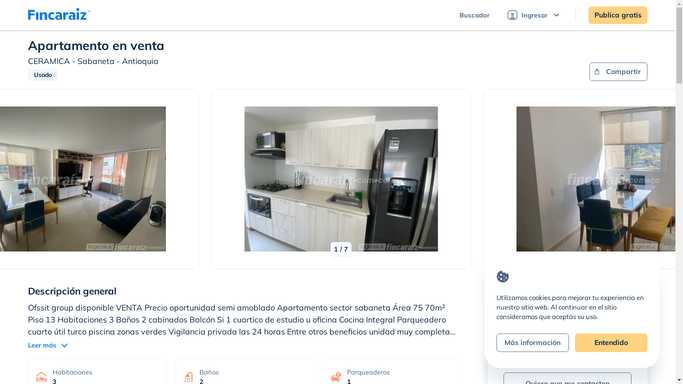 Fincaraiz
Buscador
Ingresar
Publica gratis
Apartamento en venta
CERAMICA - Sabaneta - Antioquia
Usado
Compartir
fincaraiz
fincaraiz
fincaraiz
1 / 7
Descripción general
Ofssit group disponible VENTA Precio oportunidad semi amoblado Apartamento sector sabaneta Área 75 70m²
Piso 13 Habitaciones 3 Baños 2 cabinados Balcón Si 1 cuartico de estudio u oficina Cocina Integral Parqueadero
cuarto útil turco piscina zonas verdes Vigilancia privada las 24 horas Entre otros beneficios unidad muy completa...
Leer más
Habitaciones
3
Baños
2
Parqueaderos
1
Utilizamos cookies para mejorar tu experiencia en
nuestro sitio web. Al continuar en el sitio
consideramos que aceptas su uso.
Más información
Entendido
Quiero que me contacten